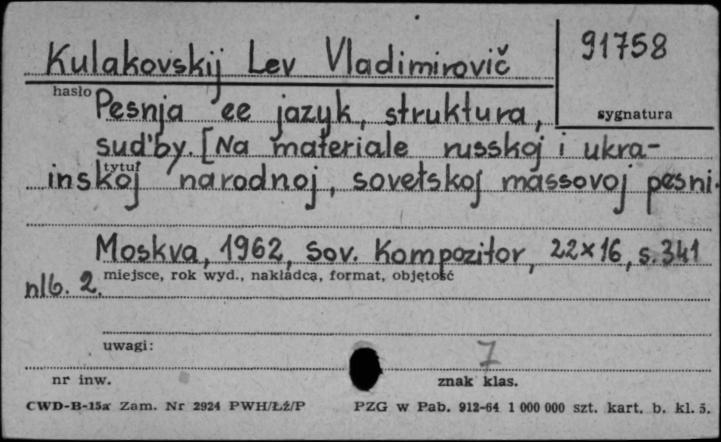 Kulakovskij Lev Vladimirovič
91758
hasło
sygnatura
Pesnja ee jazyk, struktura,
sud'by. [Na materiale russkoj i ukra-
tytuł
inskoj narodnoj, sovetskoj massovoj pesni.
Moskva, 1962, Sov. Kompozitor, 22×16, s. 341
miejsce, rok wyd., nakładca, format, objętość
nlb. 2.
uwagi:
7
nr inw.
znak klas.
CWD-B-15a Zam. Nr 2924 PWH/Łź/P PZG w Pab. 912-64 1 000 000 szt. kart. b. kl. 5.